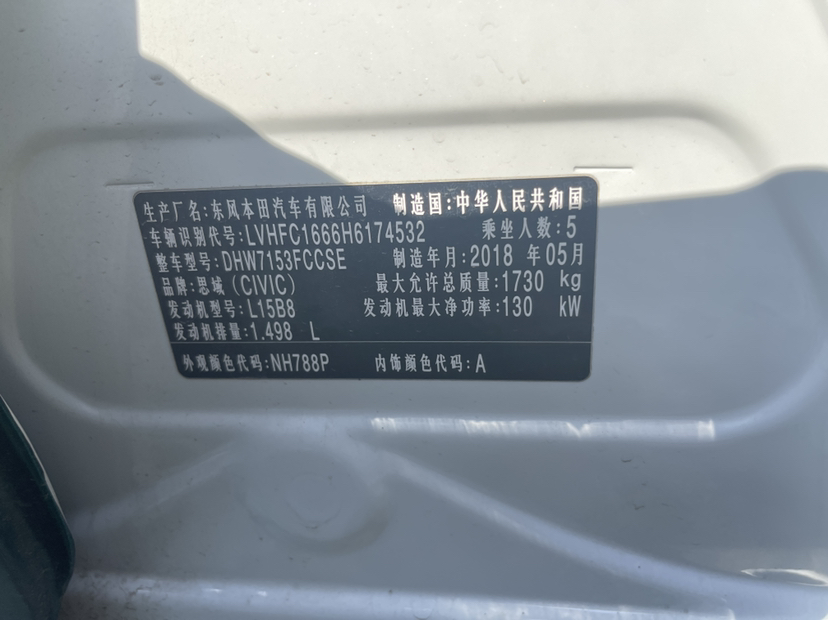 生产厂名:东风本田汽车有限公司 制造国:中华人民共和国
车辆识别代号:LVHFC1666H6174532 乘坐人数:5
整车型号:DHW7153FCCSE 制造年月:2018 年05月
品牌:思域(CIVIC) 最大允许总质量:1730 kg
发动机型号:L15B8 发动机最大净功率:130 kW
发动机排量:1.498 L
外观颜色代码:NH788P 内饰颜色代码:A